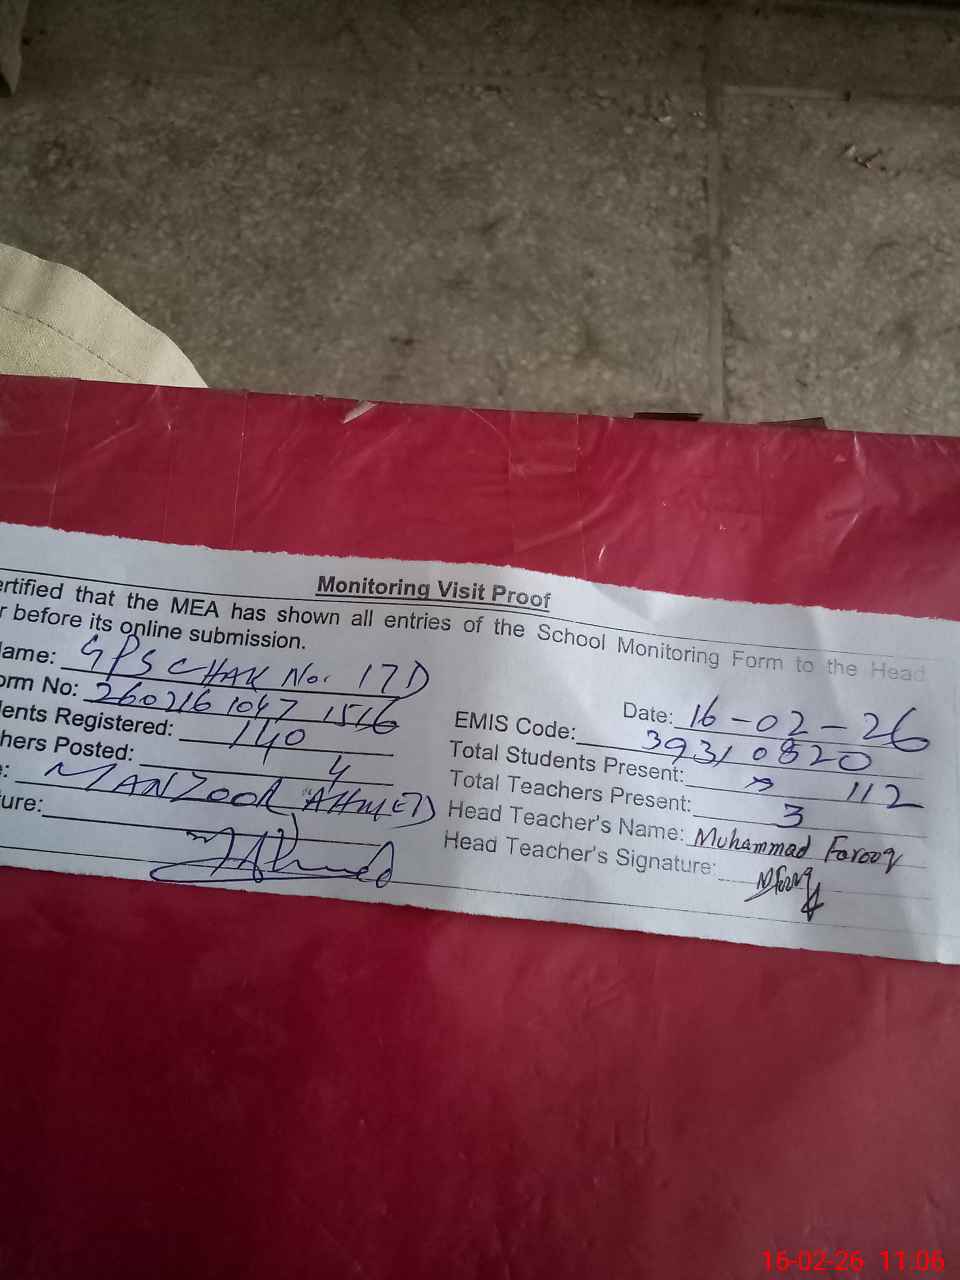 Monitoring Visit Proof
ertified that the MEA has shown all entries of the School Monitoring Form to the Head
r before its online submission.
ame: GPS CHAK No. 17D
Date: 16-02-26
orm No: 260216 1047 1516
EMIS Code: 39310820
ents Registered: 140
Total Students Present: 112
hers Posted: 4
Total Teachers Present: 3
e: MANZOOR AHMED
Head Teacher's Name: Muhammad Farooq
ure:
Head Teacher's Signature: MFarooq
16-02-26 11:06